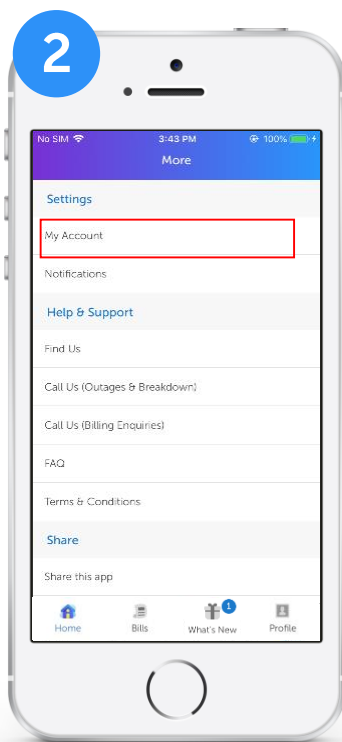 2
No SIM 3:43 PM 100%
More
Settings
My Account
Notifications
Help & Support
Find Us
Call Us (Outages & Breakdown)
Call Us (Billing Enquiries)
FAQ
Terms & Conditions
Share
Share this app
1
Home Bills What's New Profile